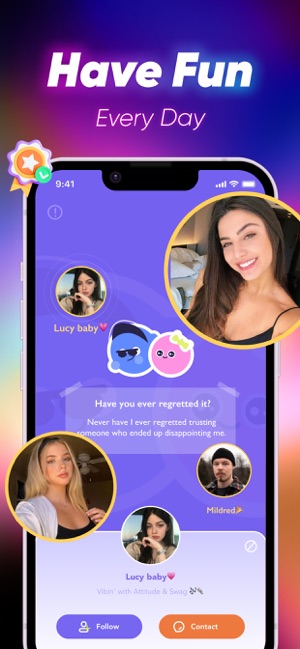 Have Fun
Every Day
9:41
Lucy baby💗
Have you ever regretted it?
Never have I ever regretted trusting
someone who ended up disappointing me.
Mildred🎉
Lucy baby💗
Vibin' with Attitude & Swag
Follow
Contact